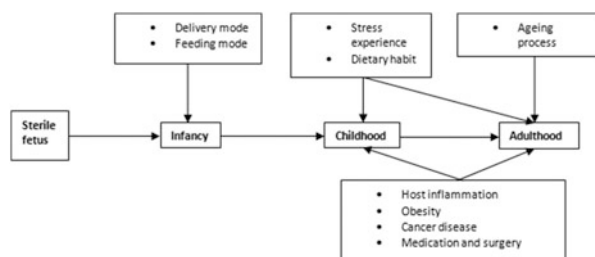 • Delivery mode
• Feeding mode
• Stress
experience
• Dietary habit
• Ageing
process
Sterile
fetus
Infancy
Childhood
Adulthood
• Host inflammation
• Obesity
• Cancer disease
• Medication and surgery